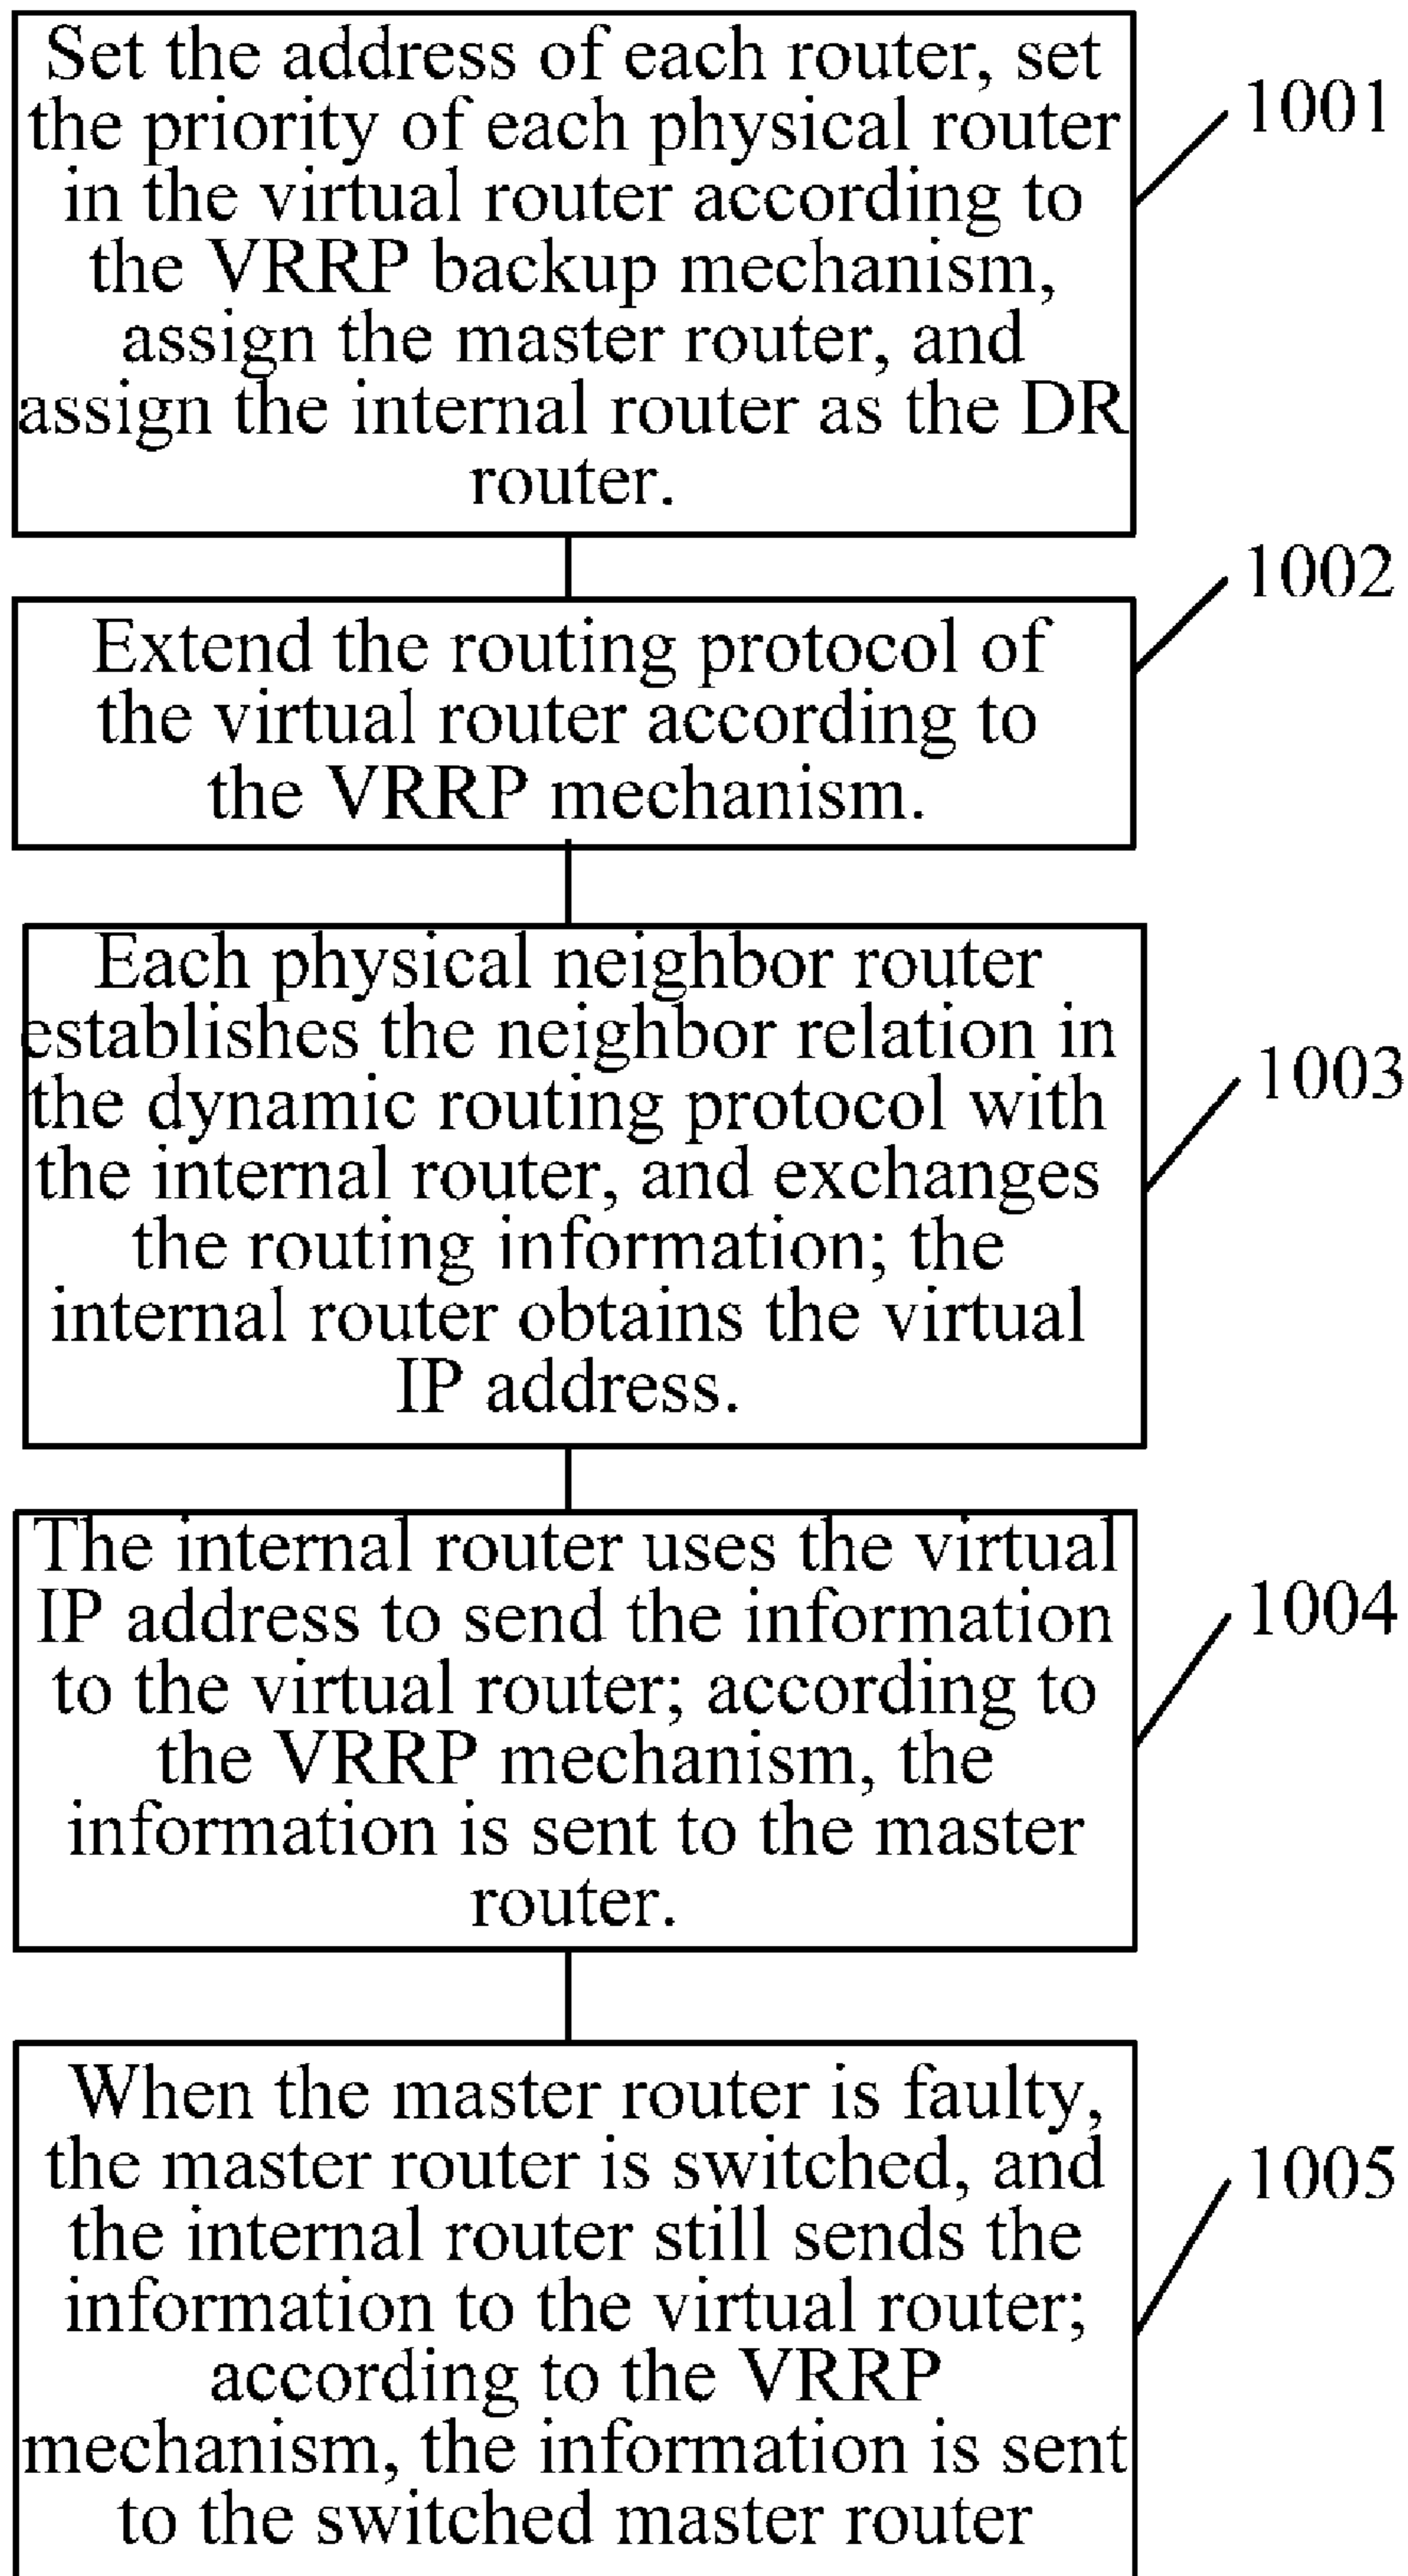 Set the address of each router, set
the priority of each physical router
in the virtual router according to
the VRRP backup mechanism,
assign the master router, and
assign the internal router as the DR
router.
1001
Extend the routing protocol of
the virtual router according to
the VRRP mechanism.
1002
Each physical neighbor router
establishes the neighbor relation in
the dynamic routing protocol with
the internal router, and exchanges
the routing information; the
internal router obtains the virtual
IP address.
1003
The internal router uses the virtual
IP address to send the information
to the virtual router; according to
the VRRP mechanism, the
information is sent to the master
router.
1004
When the master router is faulty,
the master router is switched, and
the internal router still sends the
information to the virtual router;
according to the VRRP
mechanism, the information is sent
to the switched master router
1005